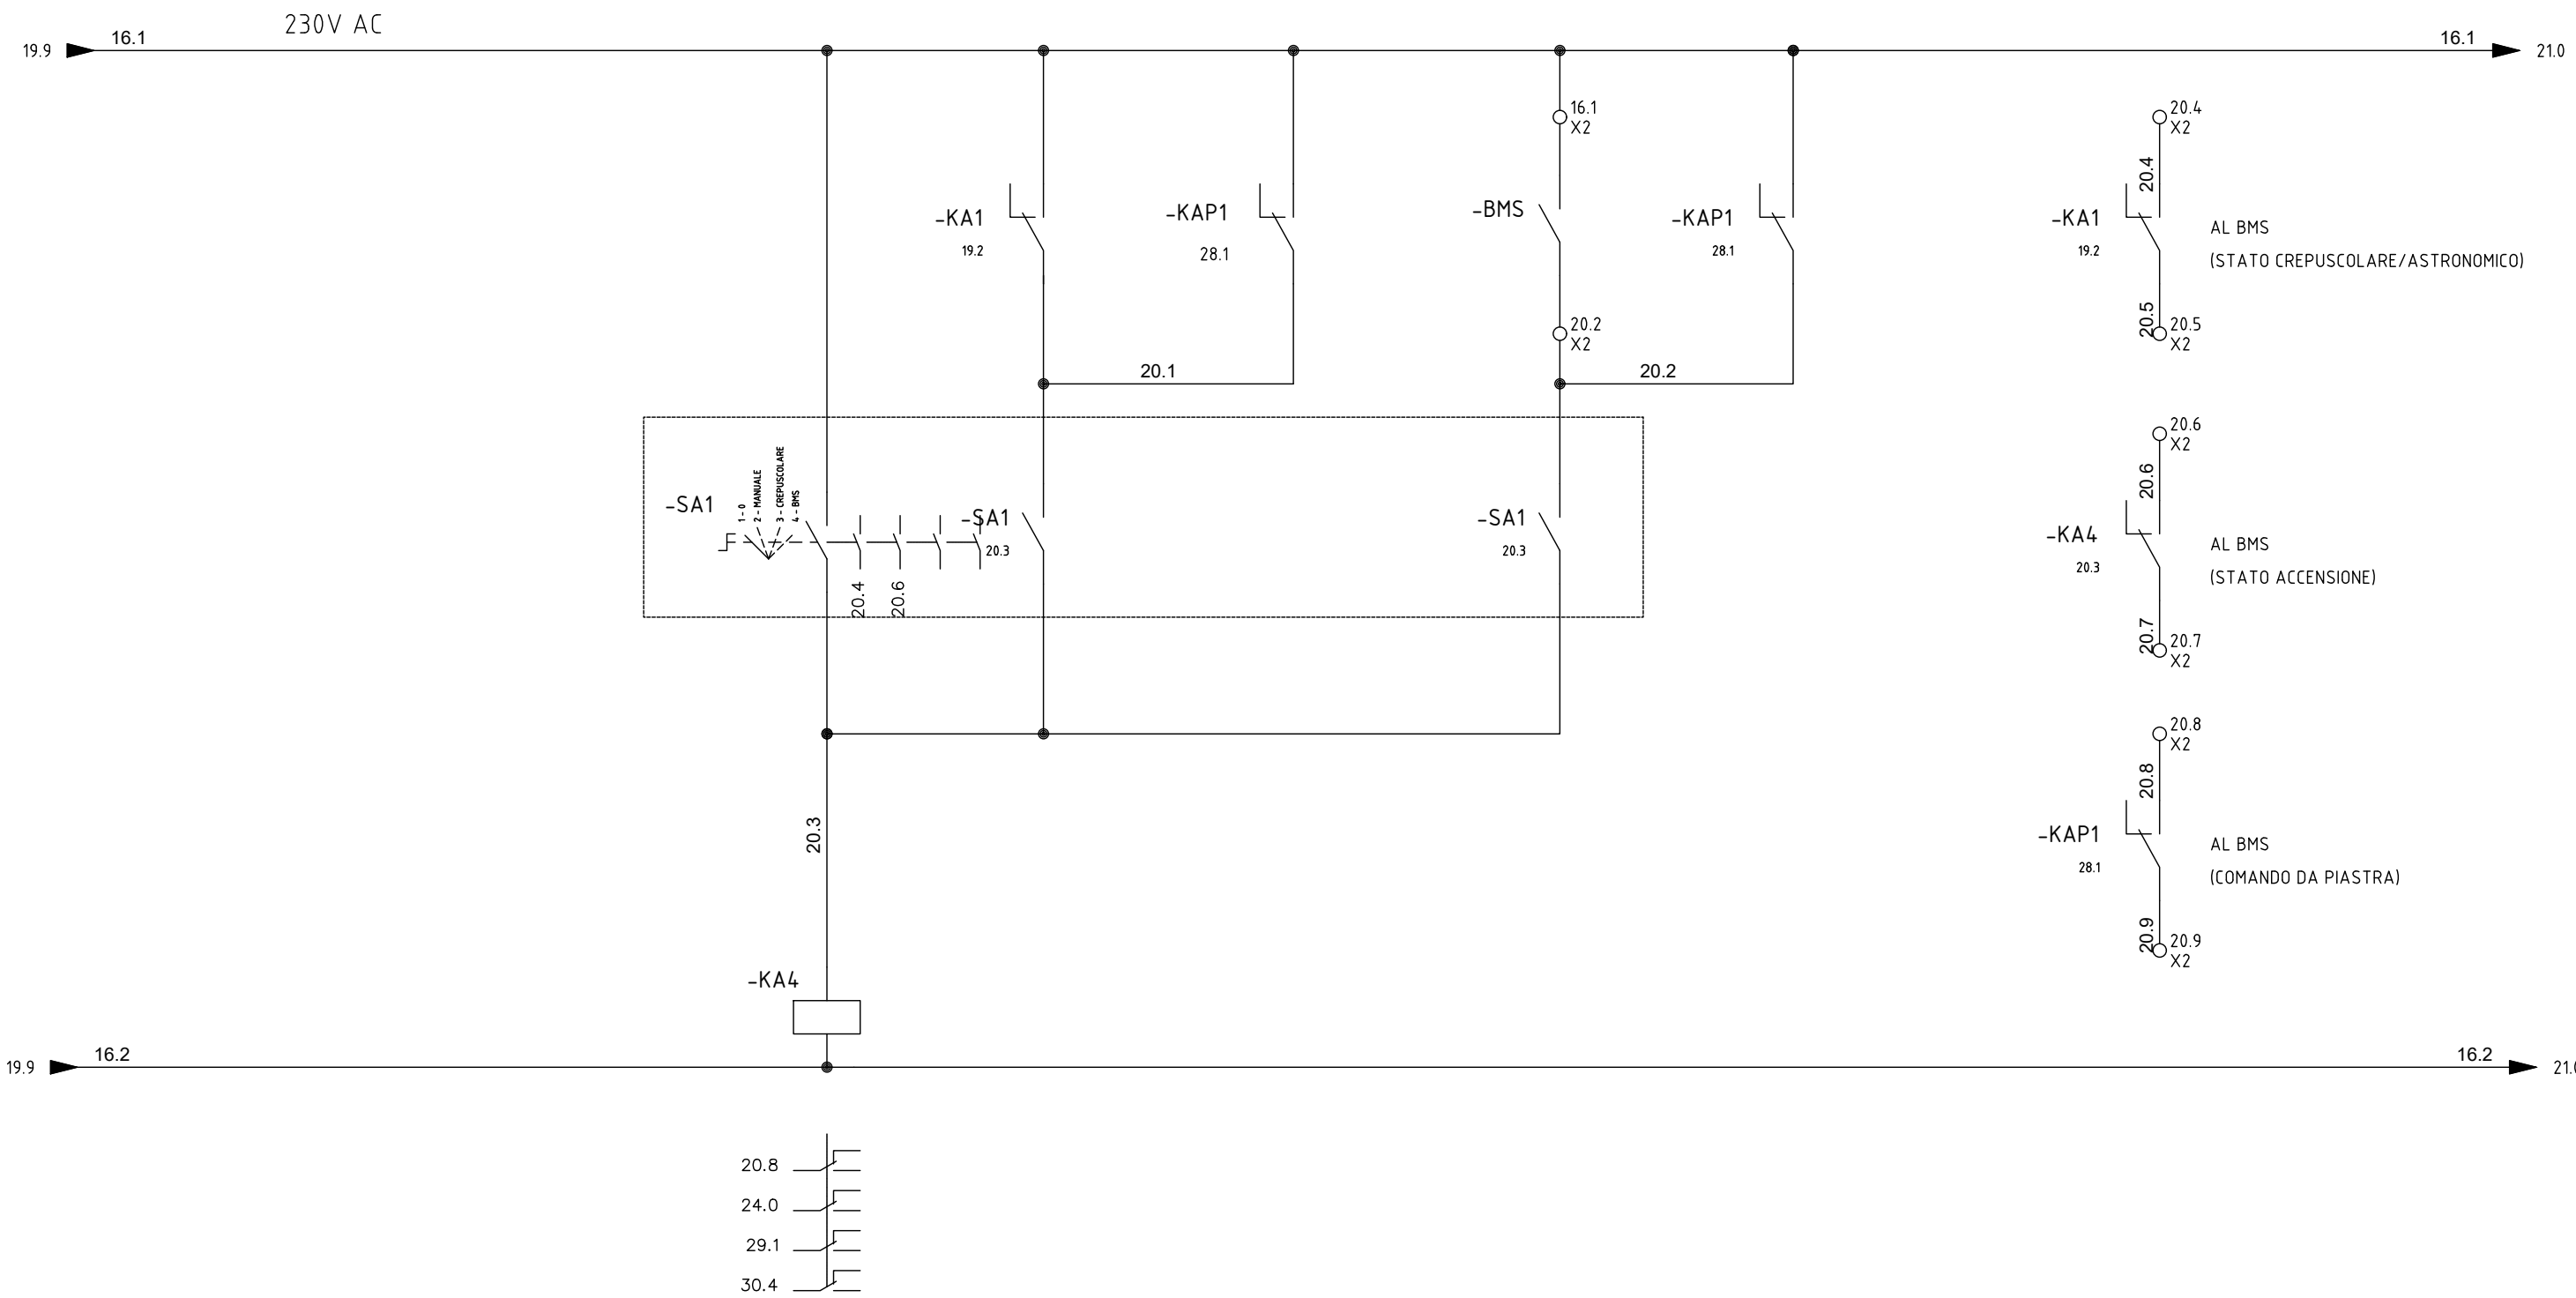 230V AC
19.9
16.1
16.1
21.0
16.1
X2
20.4
X2
20.4
-KA1
19.2
-KAP1
28.1
-BMS
-KAP1
28.1
-KA1
19.2
AL BMS
(STATO CREPUSCOLARE/ASTRONOMICO)
20.5
20.2
X2
20.5
X2
20.1
20.2
-SA1
1 - 0
2 - MANUALE
3 - CREPUSCOLARE
4 - BMS
20.4
20.6
-SA1
20.3
-SA1
20.3
20.6
X2
20.6
-KA4
20.3
AL BMS
(STATO ACCENSIONE)
20.7
20.7
X2
20.3
20.8
X2
20.8
-KAP1
28.1
AL BMS
(COMANDO DA PIASTRA)
20.9
20.9
X2
-KA4
19.9
16.2
16.2
20.8
24.0
29.1
30.4